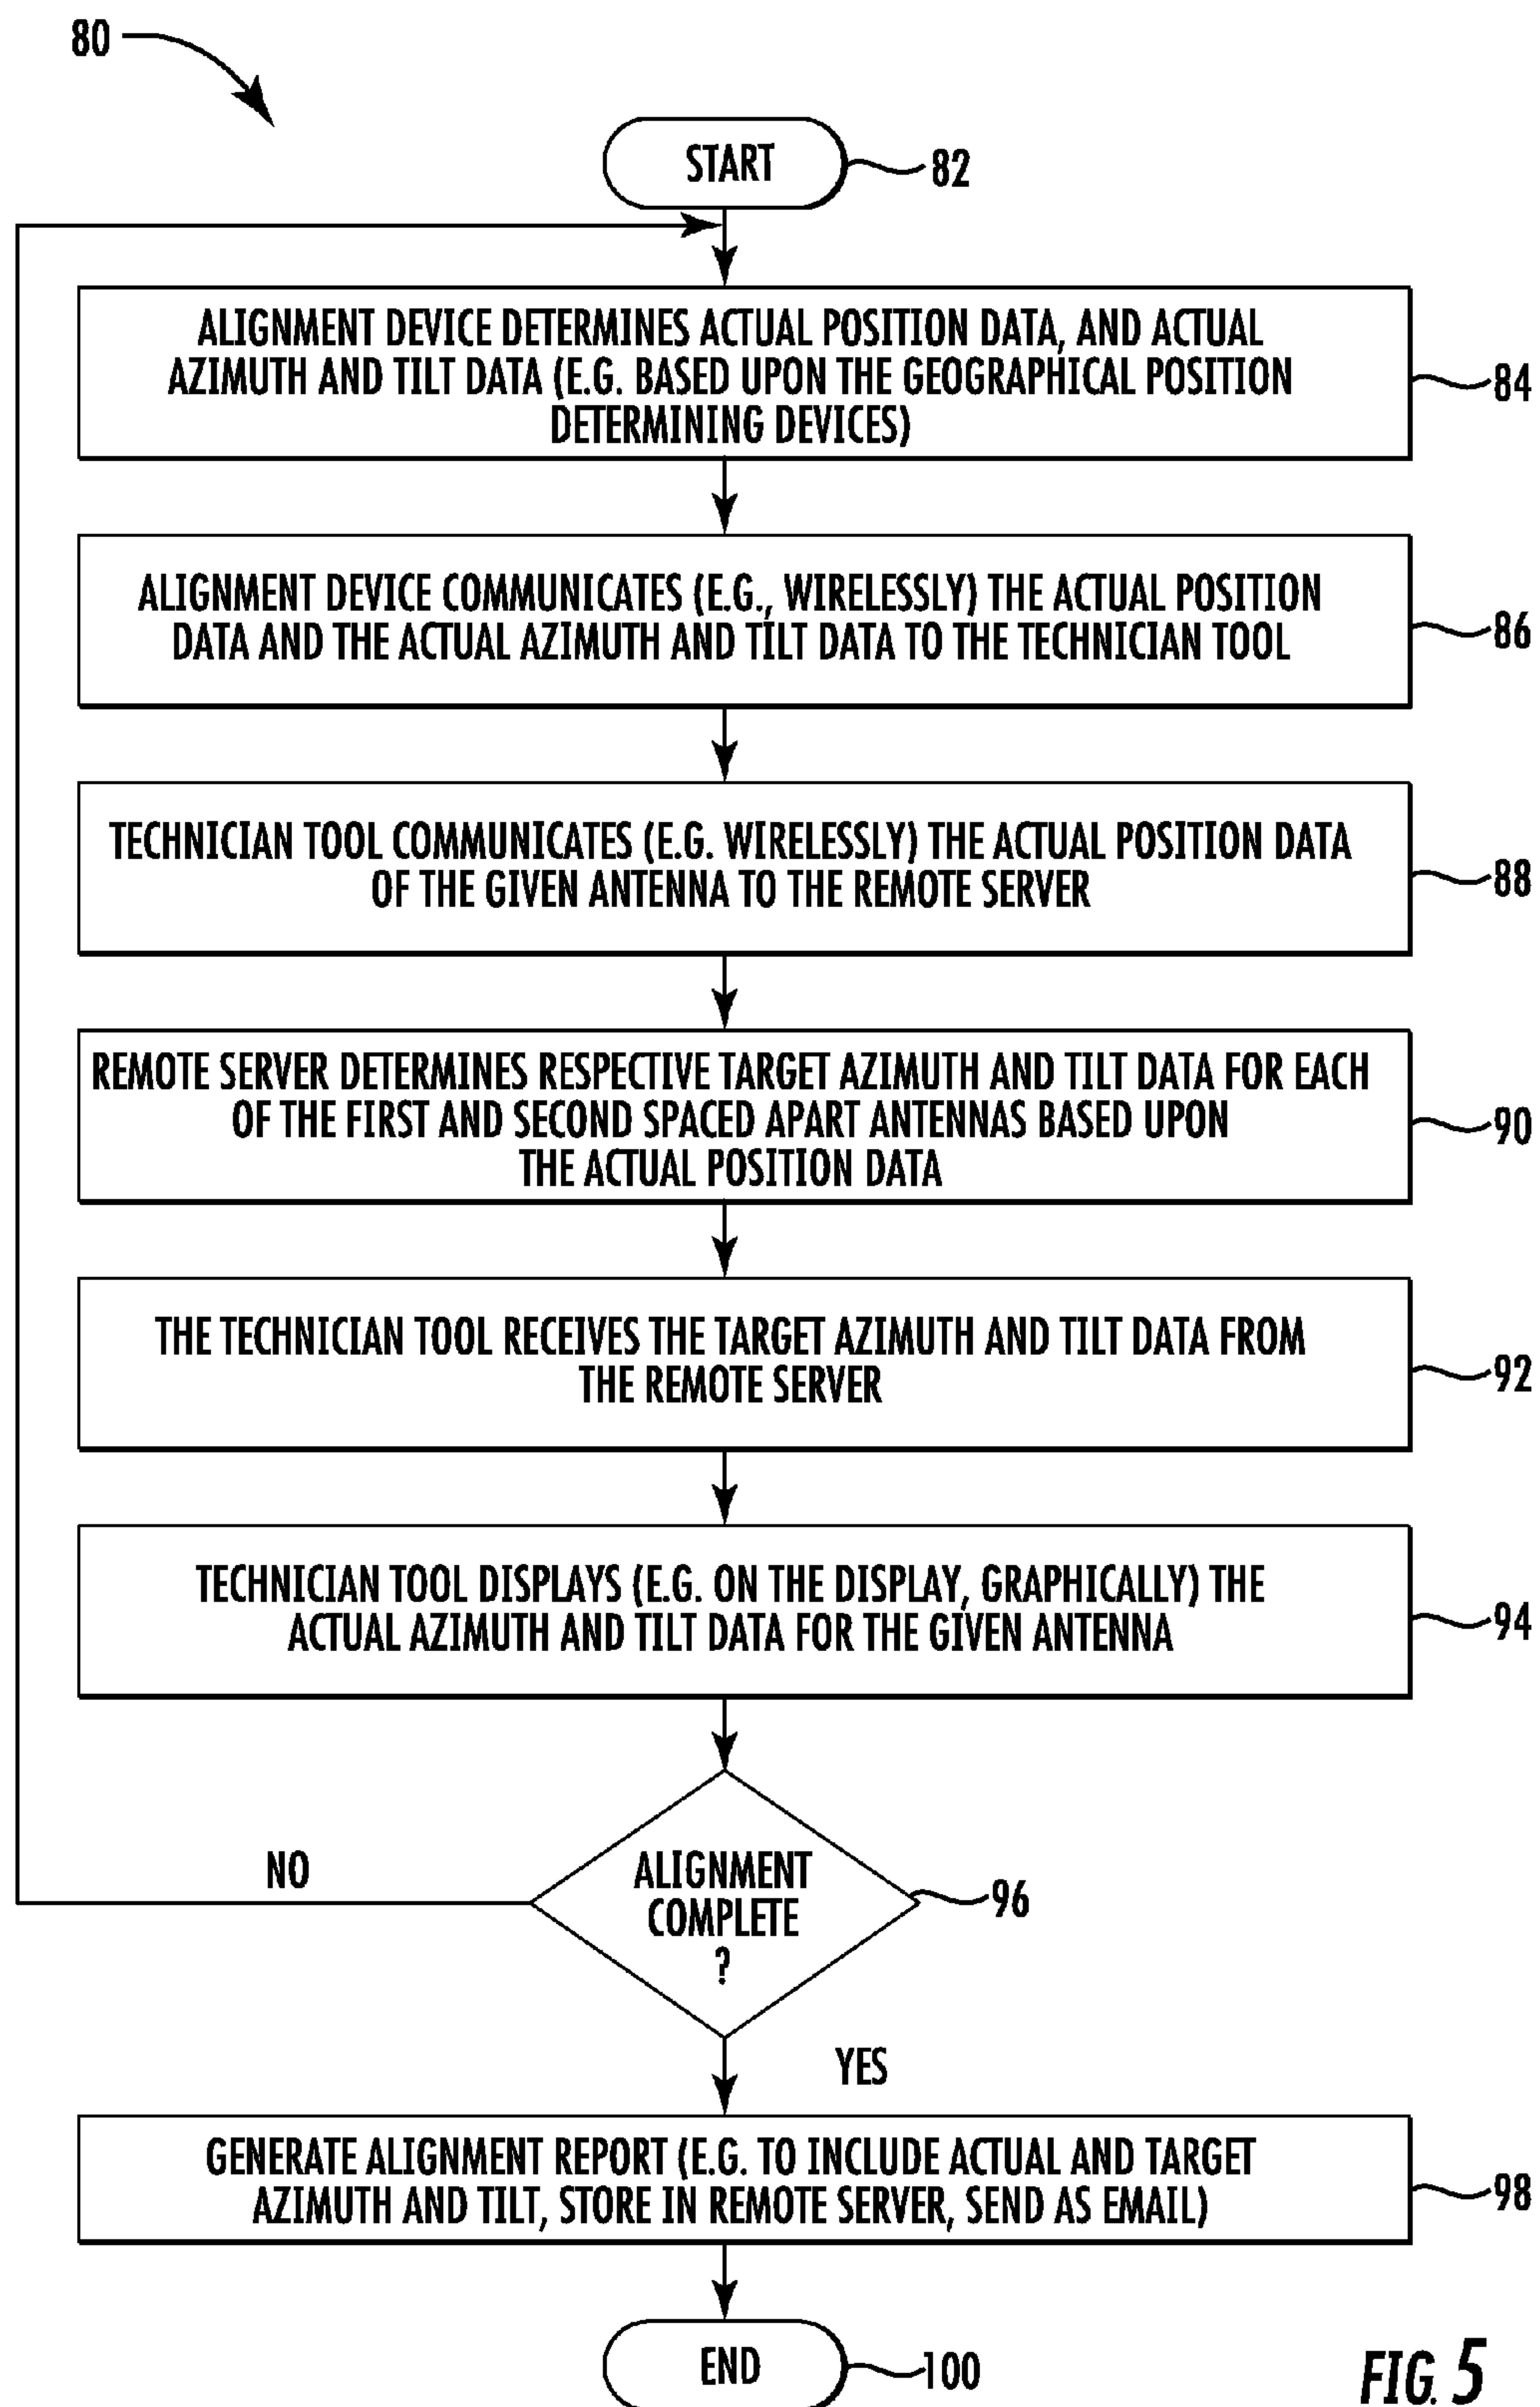 80
START
82
ALIGNMENT DEVICE DETERMINES ACTUAL POSITION DATA, AND ACTUAL
AZIMUTH AND TILT DATA (E.G. BASED UPON THE GEOGRAPHICAL POSITION
DETERMINING DEVICES)
84
ALIGNMENT DEVICE COMMUNICATES (E.G., WIRELESSLY) THE ACTUAL POSITION
DATA AND THE ACTUAL AZIMUTH AND TILT DATA TO THE TECHNICIAN TOOL
86
TECHNICIAN TOOL COMMUNICATES (E.G. WIRELESSLY) THE ACTUAL POSITION DATA
OF THE GIVEN ANTENNA TO THE REMOTE SERVER
88
REMOTE SERVER DETERMINES RESPECTIVE TARGET AZIMUTH AND TILT DATA FOR EACH
OF THE FIRST AND SECOND SPACED APART ANTENNAS BASED UPON
THE ACTUAL POSITION DATA
90
THE TECHNICIAN TOOL RECEIVES THE TARGET AZIMUTH AND TILT DATA FROM
THE REMOTE SERVER
92
TECHNICIAN TOOL DISPLAYS (E.G. ON THE DISPLAY, GRAPHICALLY) THE
ACTUAL AZIMUTH AND TILT DATA FOR THE GIVEN ANTENNA
94
NO
ALIGNMENT
COMPLETE
?
96
YES
GENERATE ALIGNMENT REPORT (E.G. TO INCLUDE ACTUAL AND TARGET
AZIMUTH AND TILT, STORE IN REMOTE SERVER, SEND AS EMAIL)
98
END
100
FIG. 5